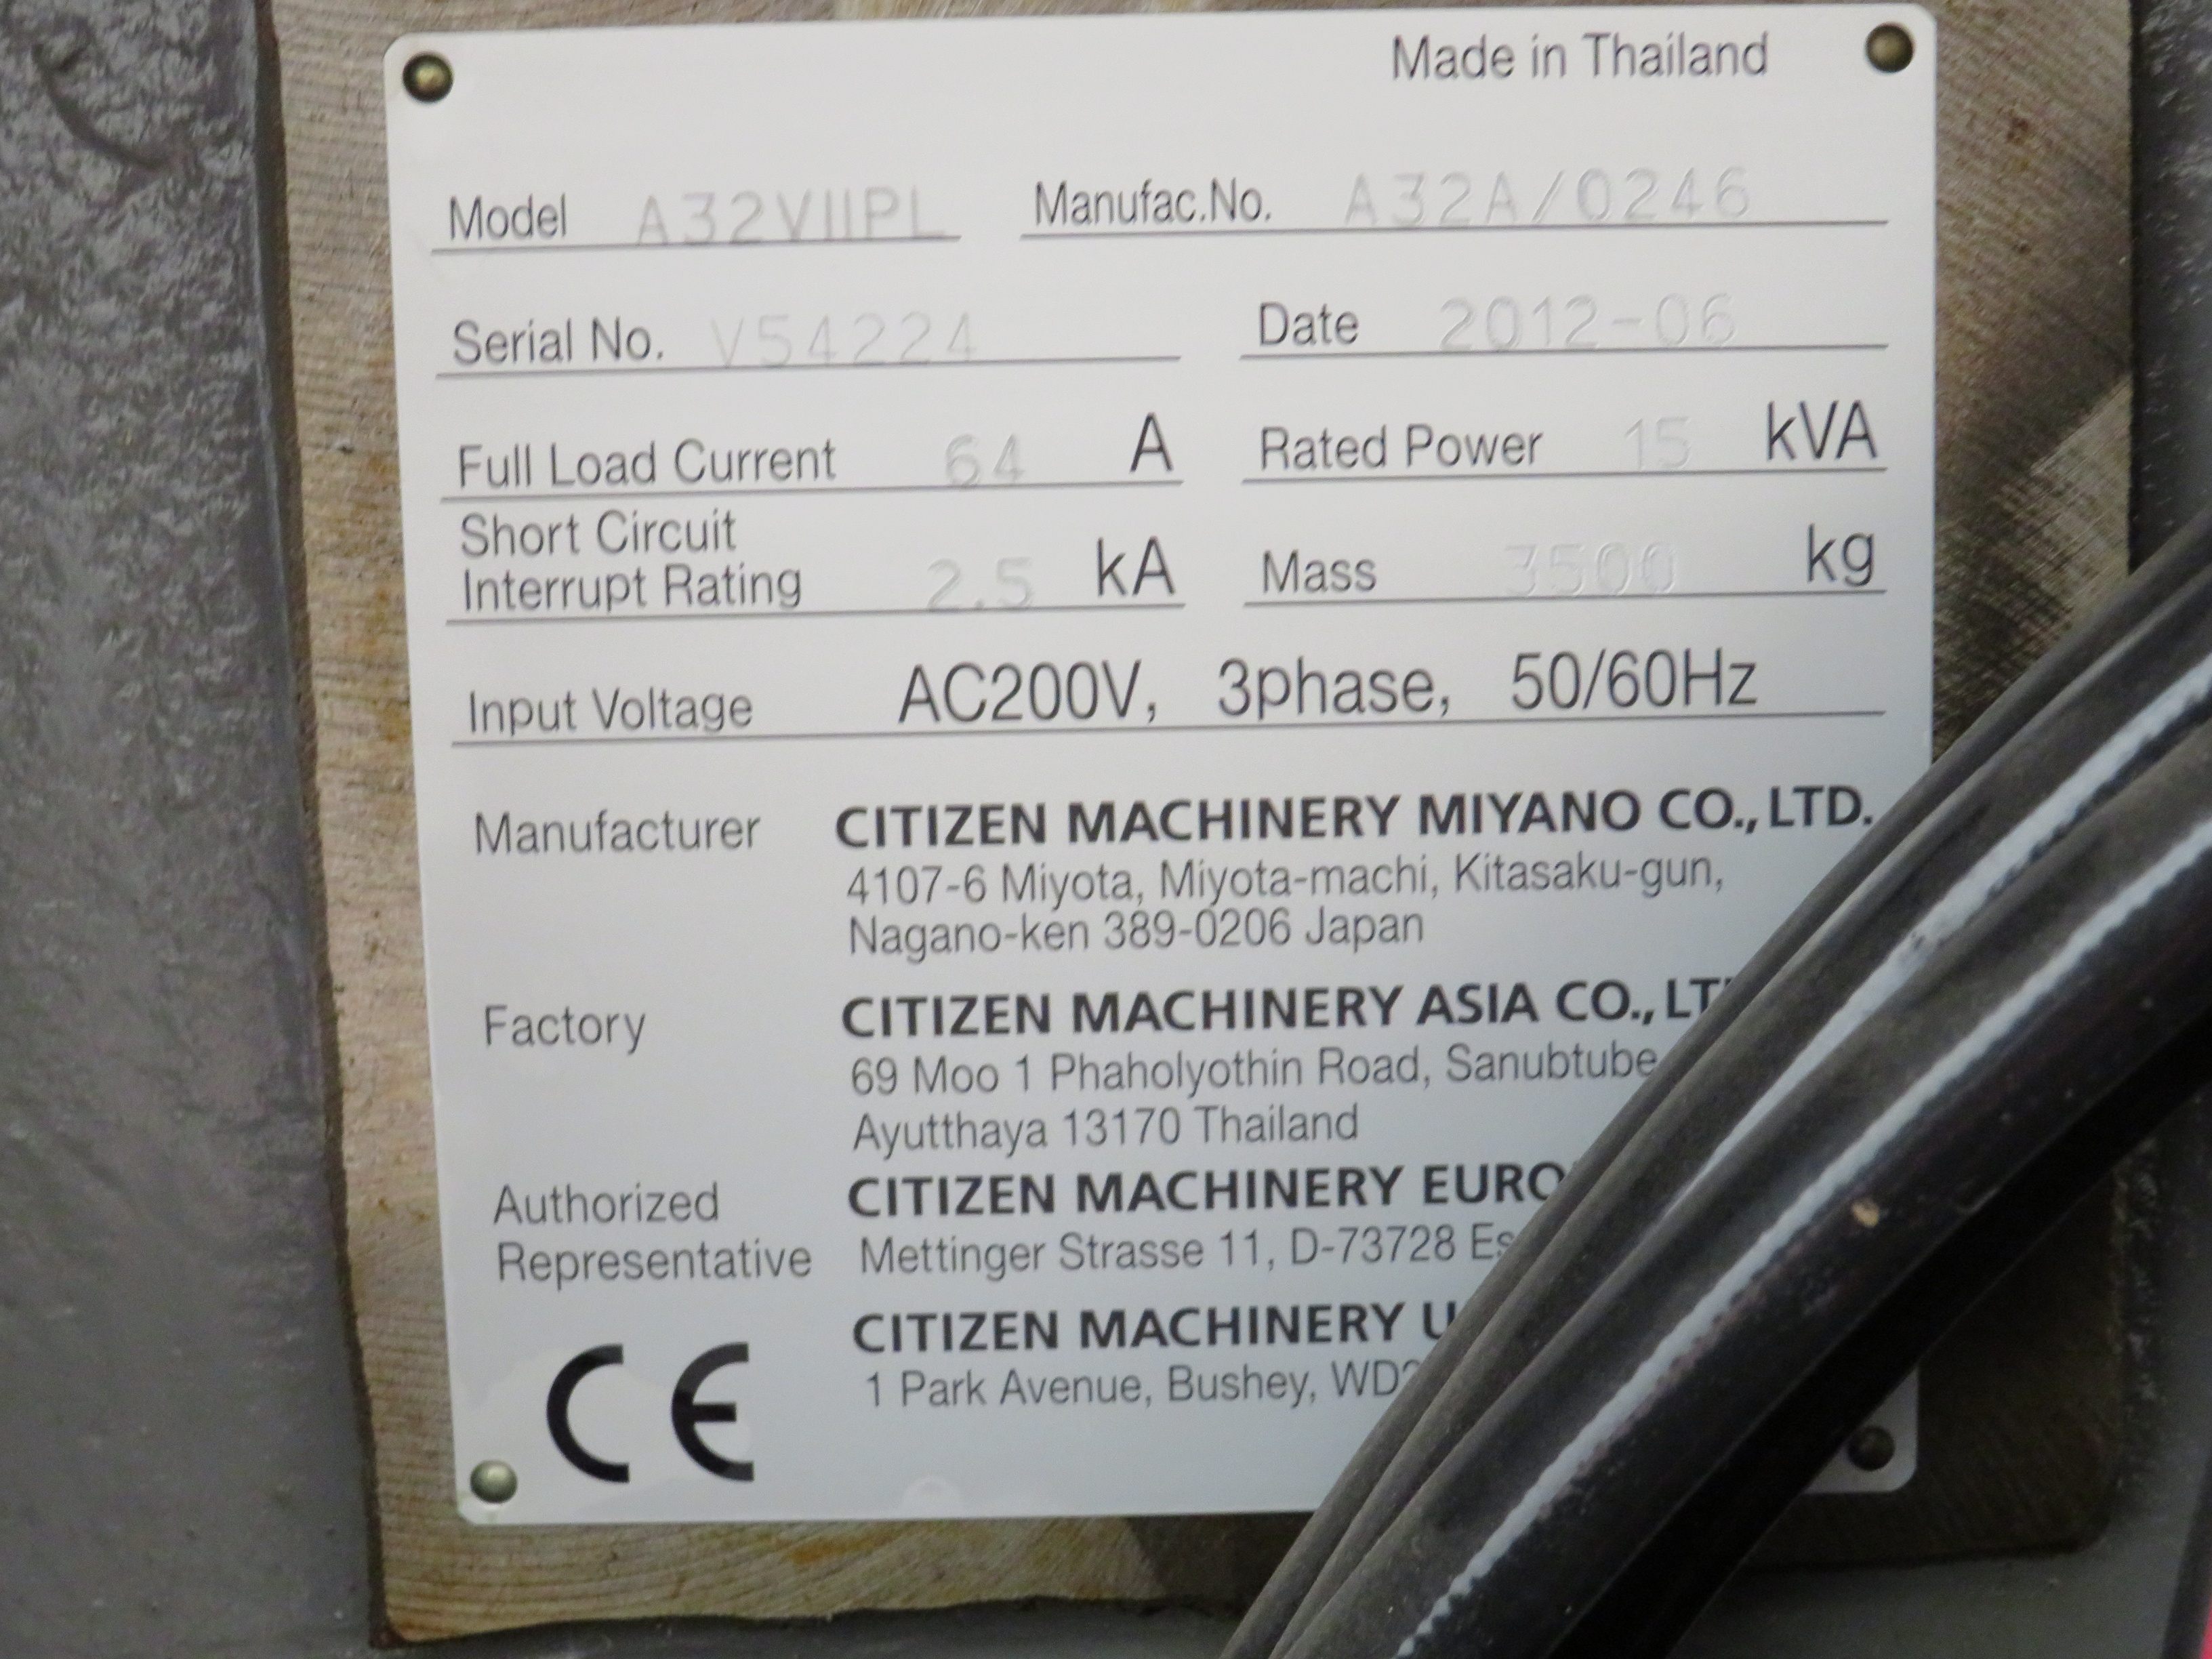 Made in Thailand
Model A32VIIPL Manufac.No. A32A/0246
Serial No. V54224 Date 2012-06
Full Load Current 64 A Rated Power 15 kVA
Short Circuit
Interrupt Rating 2.5 kA Mass 3500 kg
Input Voltage AC200V, 3phase, 50/60Hz
Manufacturer CITIZEN MACHINERY MIYANO CO., LTD.
4107-6 Miyota, Miyota-machi, Kitasaku-gun,
Nagano-ken 389-0206 Japan
Factory CITIZEN MACHINERY ASIA CO.,
69 Moo 1 Phaholyothin Road, Sanubtube
Ayutthaya 13170 Thailand
Authorized CITIZEN MACHINERY
Representative Mettinger Strasse 11, D-73728
CITIZEN MACHINERY
1 Park Avenue, Bushey,
CE